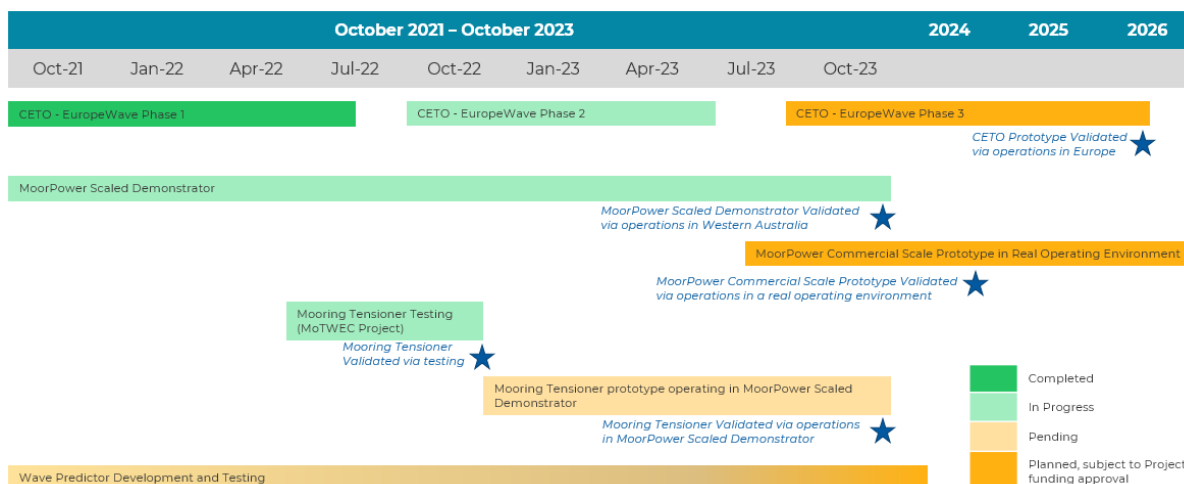 October 2021 – October 2023 2024 2025 2026
Oct-21 Jan-22 Apr-22 Jul-22 Oct-22 Jan-23 Apr-23 Jul-23 Oct-23
CETO - EuropeWave Phase 1 CETO - EuropeWave Phase 2 CETO - EuropeWave Phase 3
CETO Prototype Validated
via operations in Europe
MoorPower Scaled Demonstrator
MoorPower Scaled Demonstrator Validated
via operations in Western Australia
MoorPower Commercial Scale Prototype in Real Operating Environment
MoorPower Commercial Scale Prototype Validated
via operations in a real operating environment
Mooring Tensioner Testing
(MoTWEC Project)
Mooring Tensioner
Validated via testing
Mooring Tensioner prototype operating in MoorPower Scaled
Demonstrator
Mooring Tensioner Validated via operations
in MoorPower Scaled Demonstrator
Wave Predictor Development and Testing
Completed
In Progress
Pending
Planned, subject to Project
funding approval